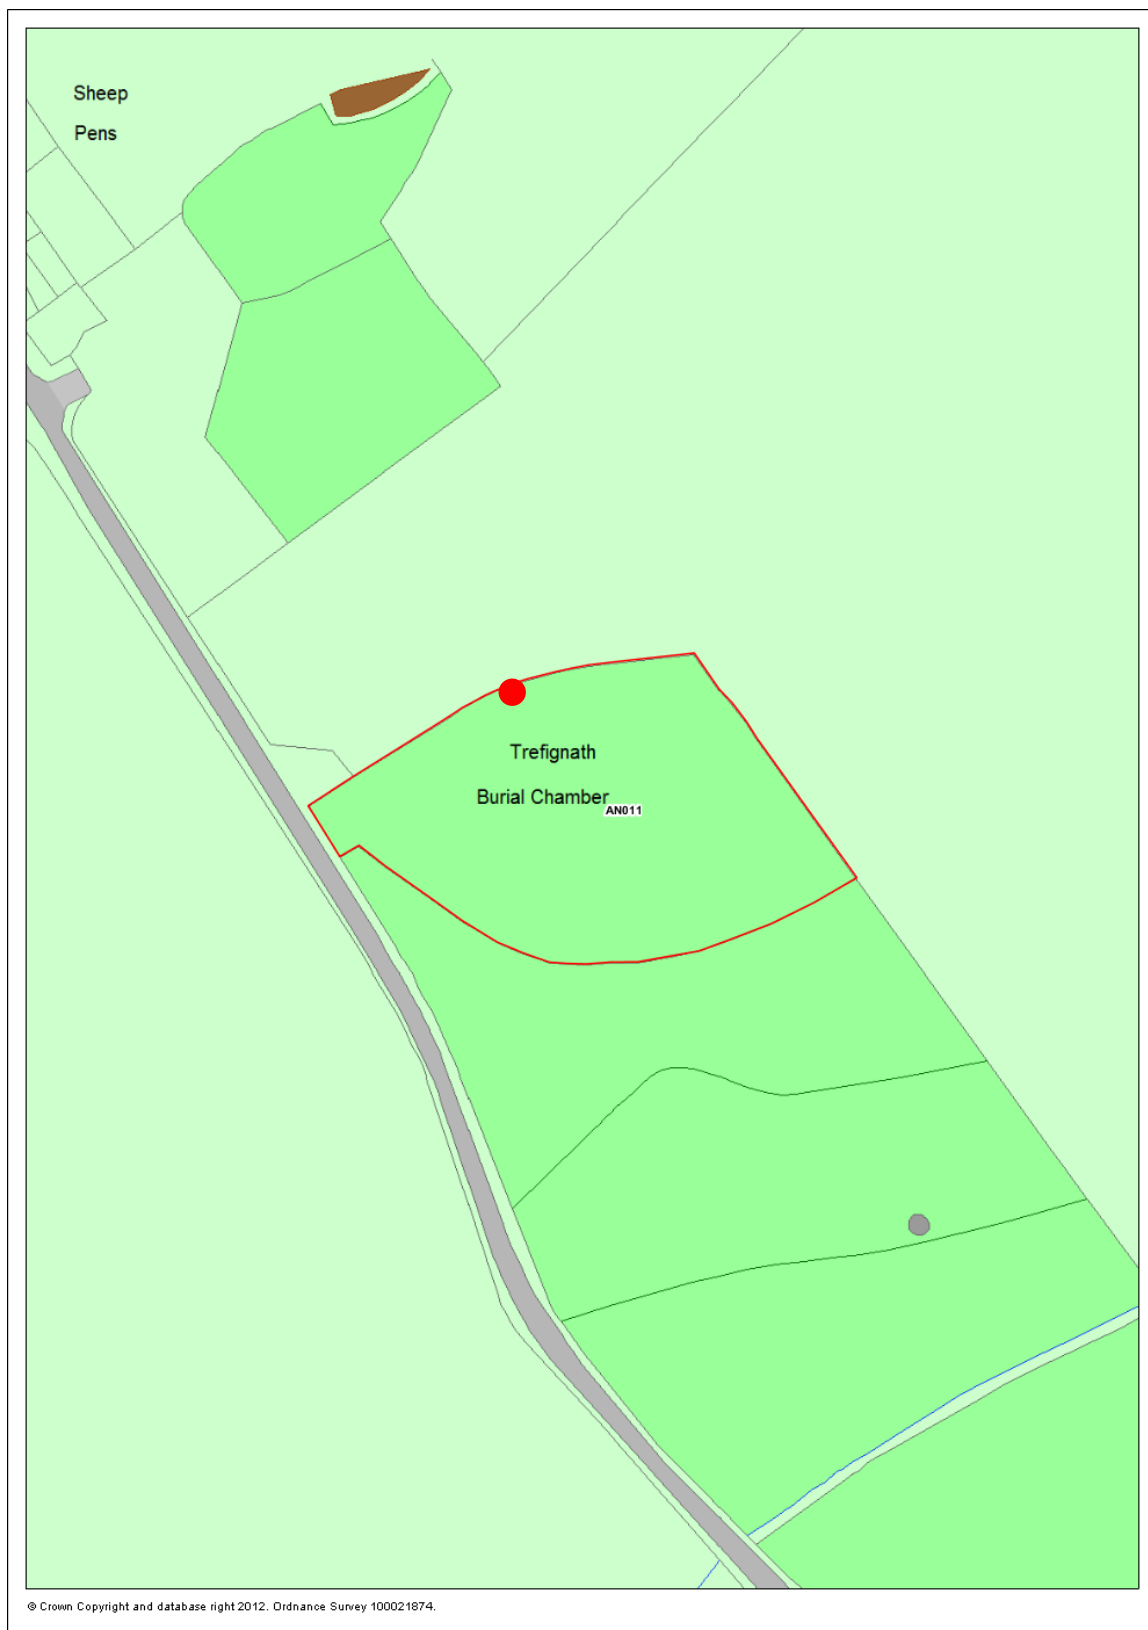 Sheep
Pens
Trefignath
Burial Chamber
AN011
© Crown Copyright and database right 2012. Ordnance Survey 100021874.